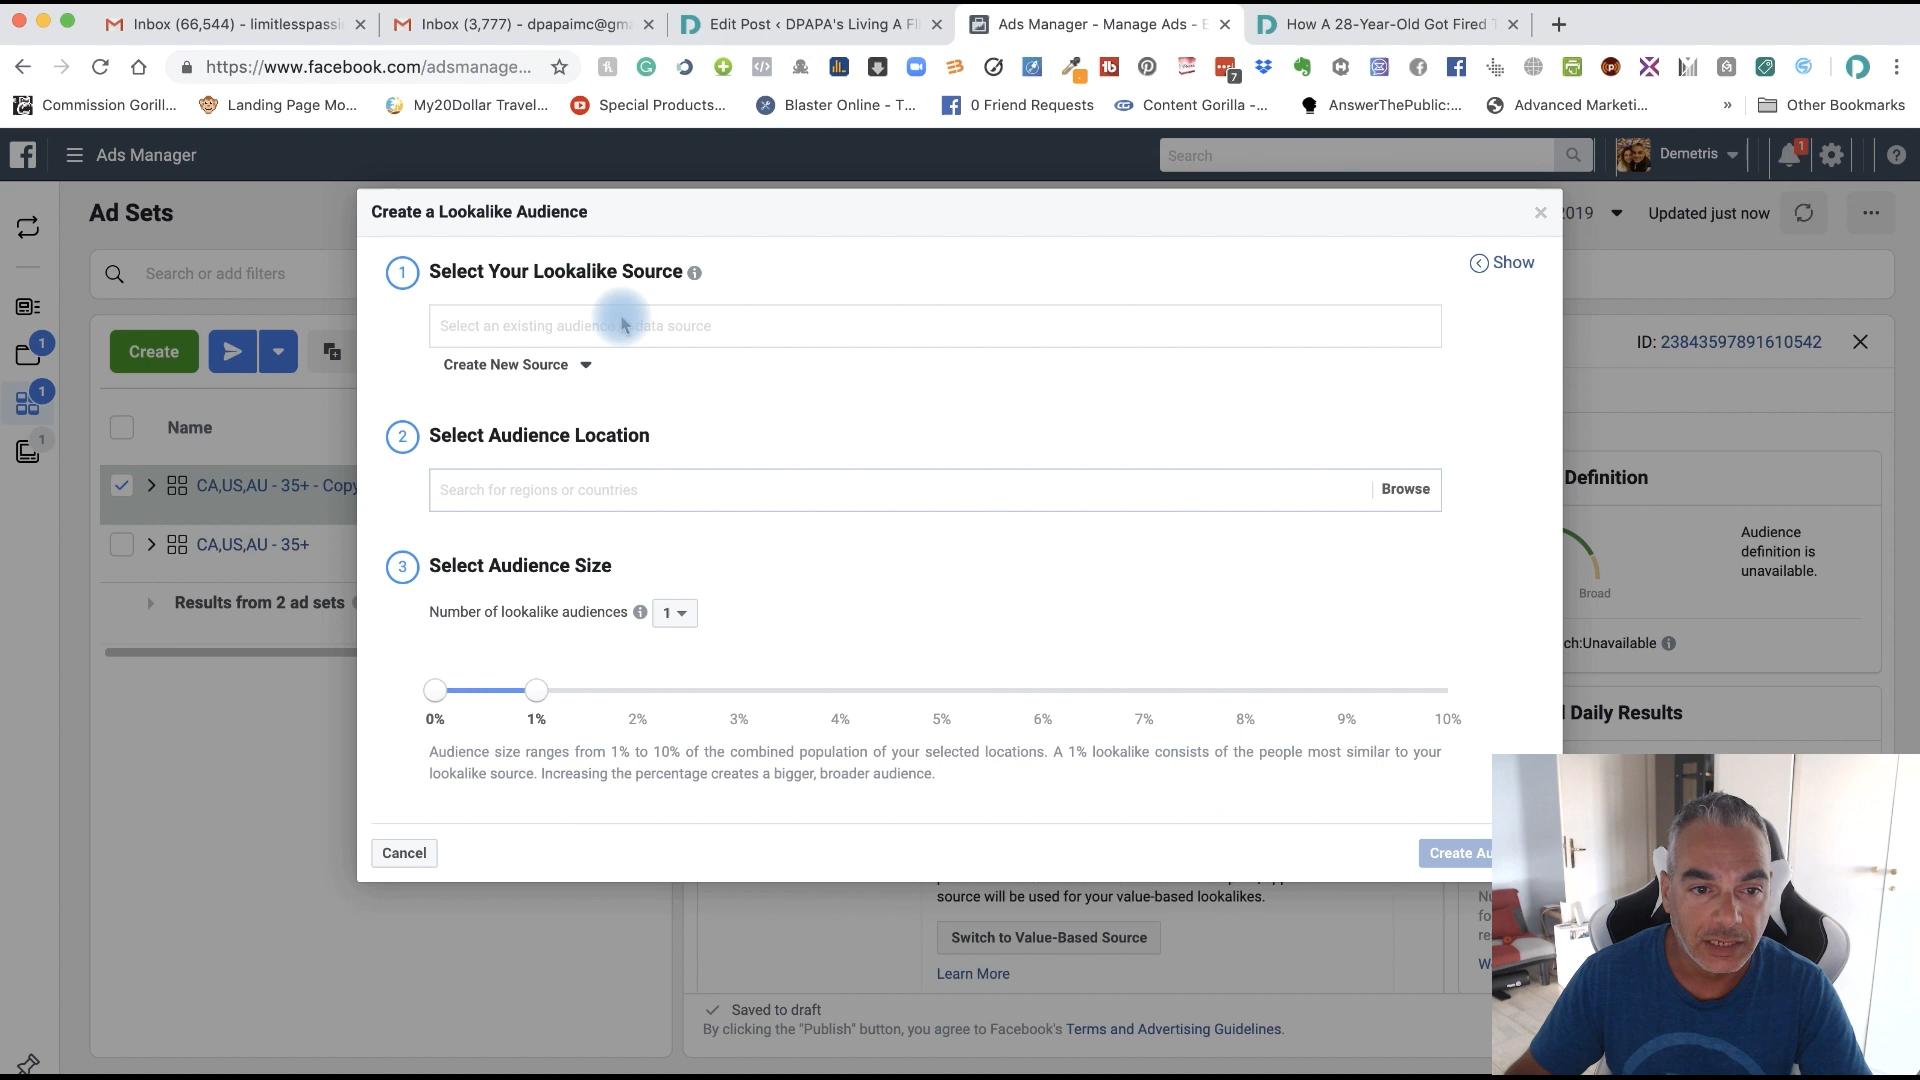 Inbox (66,544) - limitlesspassi
Inbox (3,777) - dpapaimc@gm
Edit Post ‹ DPAPA's Living A Fl
Ads Manager - Manage Ads - E
How A 28-Year-Old Got Fired T
https://www.facebook.com/adsmanage...
7
Commission Gorill...
Landing Page Mo...
My20Dollar Travel...
Special Products...
Blaster Online - T...
0 Friend Requests
Content Gorilla -...
AnswerThePublic:...
Advanced Marketi...
»
Other Bookmarks
Ads Manager
Search
Demetris
1
Ad Sets
2019
Updated just now
Search or add filters
Create
Name
CA,US,AU - 35+ - Copy
CA,US,AU - 35+
Results from 2 ad sets
1
1
1
Create a Lookalike Audience
1 Select Your Lookalike Source
Show
Select an existing audience data source
Create New Source
2 Select Audience Location
Search for regions or countries
Browse
3 Select Audience Size
Number of lookalike audiences
1
0% 1% 2% 3% 4% 5% 6% 7% 8% 9% 10%
Audience size ranges from 1% to 10% of the combined population of your selected locations. A 1% lookalike consists of the people most similar to your
lookalike source. Increasing the percentage creates a bigger, broader audience.
Cancel
Create Au
ID: 23843597891610542
Definition
Audience
definition is
unavailable.
Broad
ch:Unavailable
Daily Results
source will be used for your value-based lookalikes.
Switch to Value-Based Source
Learn More
Saved to draft
By clicking the "Publish" button, you agree to Facebook's Terms and Advertising Guidelines.